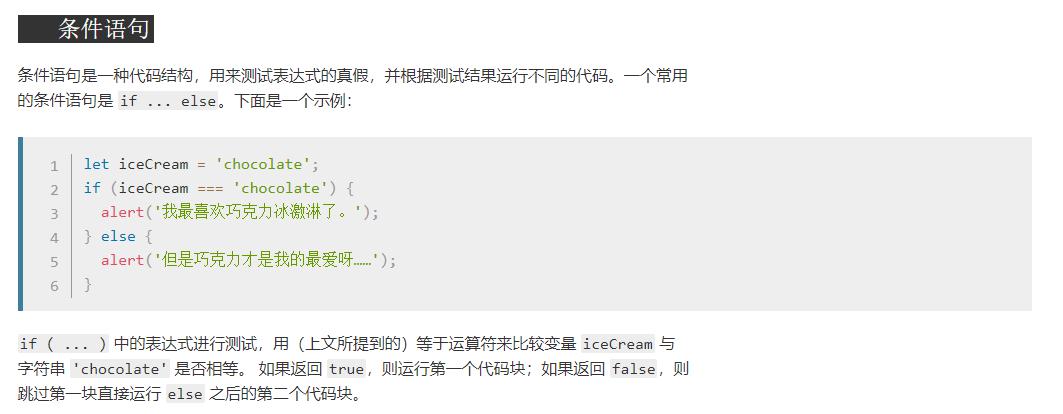 条件语句
条件语句是一种代码结构，用来测试表达式的真假，并根据测试结果运行不同的代码。一个常用
的条件语句是 if ... else。下面是一个示例：
1 let iceCream = 'chocolate';
2 if (iceCream === 'chocolate') {
3   alert('我最喜欢巧克力冰激淋了。');
4 } else {
5   alert('但是巧克力才是我的最爱呀……');
6 }
if ( ... ) 中的表达式进行测试，用（上文所提到的）等于运算符来比较变量 iceCream 与
字符串 'chocolate' 是否相等。 如果返回 true，则运行第一个代码块；如果返回 false，则
跳过第一块直接运行 else 之后的第二个代码块。